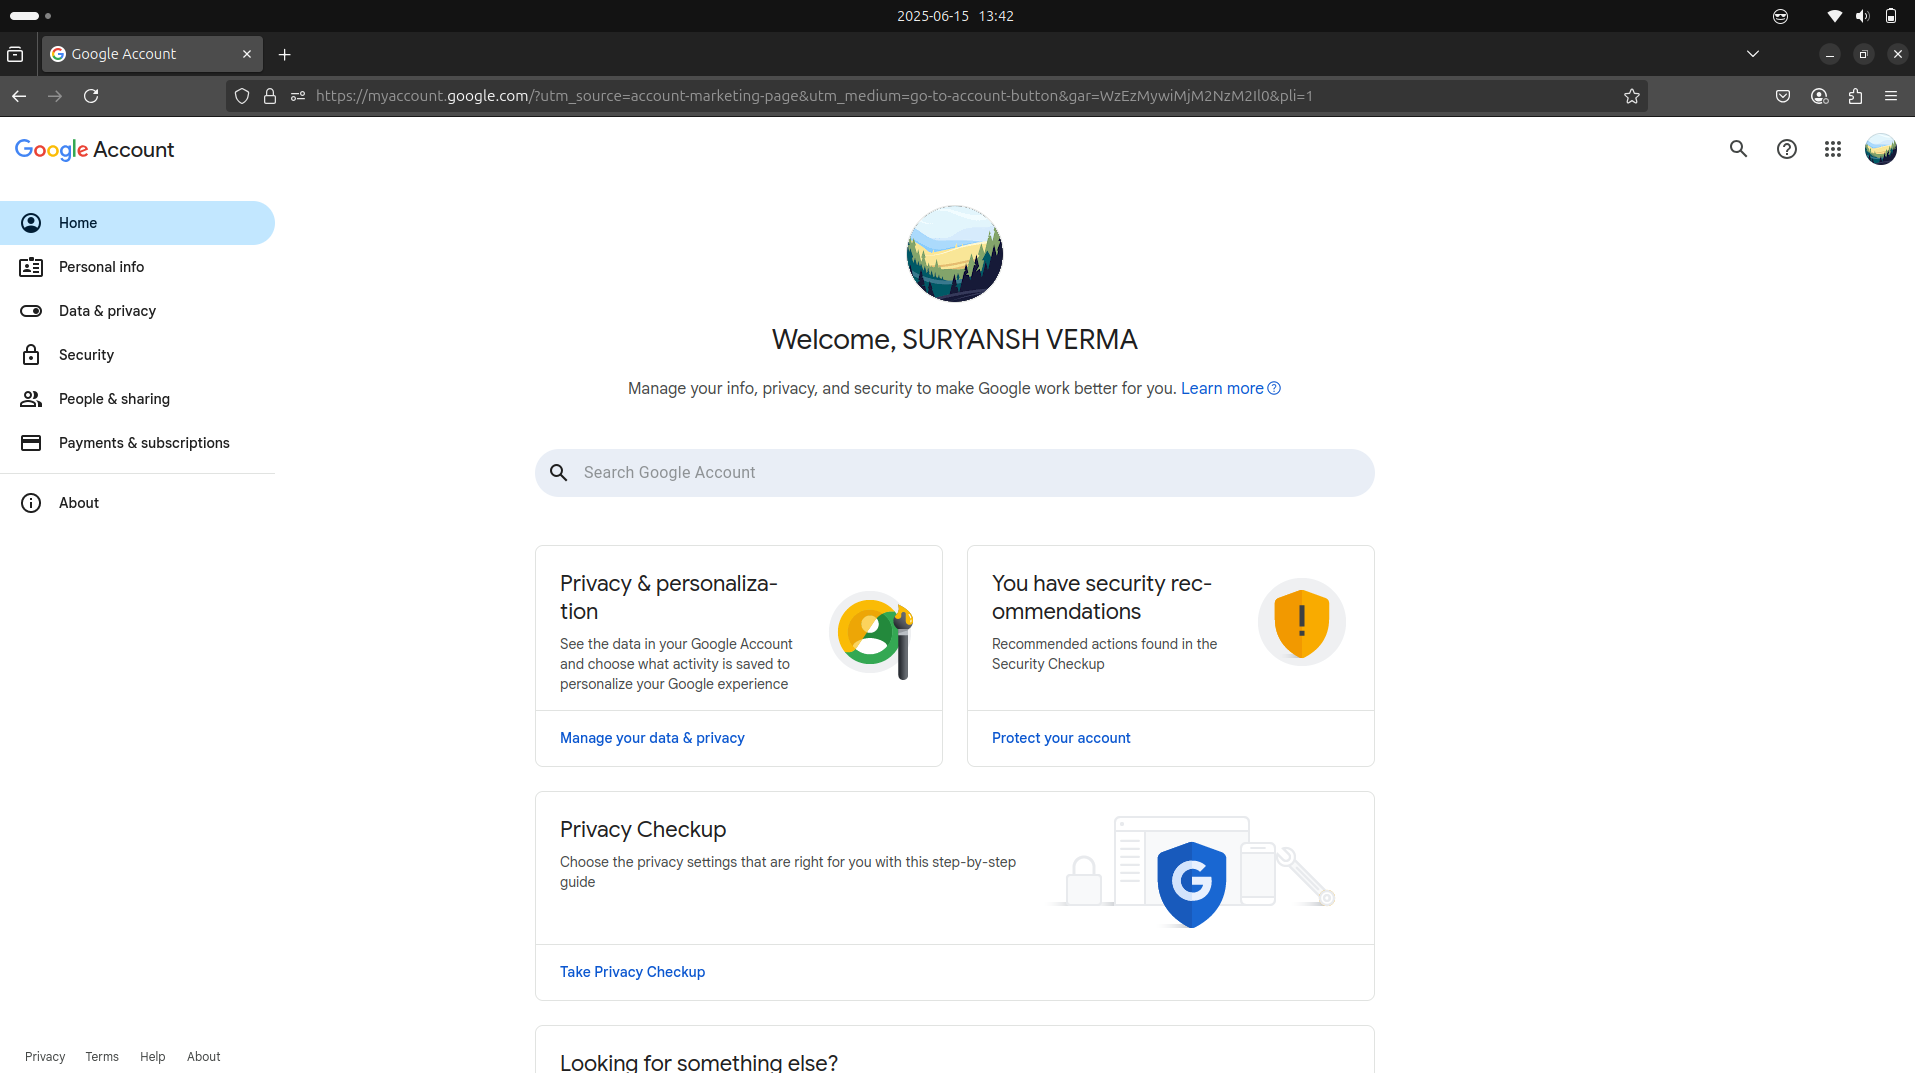 2025-06-15 13:42
Google Account
https://myaccount.google.com/?utm_source=account-marketing-page&utm_medium=go-to-account-button&gar=WzEzMywiMjM2NzM2Il0&pli=1
Google Account
Home
Personal info
Data & privacy
Security
People & sharing
Payments & subscriptions
About
Welcome, SURYANSH VERMA
Manage your info, privacy, and security to make Google work better for you. Learn more
Search Google Account
Privacy & personaliza-
tion
See the data in your Google Account
and choose what activity is saved to
personalize your Google experience
Manage your data & privacy
You have security rec-
ommendations
Recommended actions found in the
Security Checkup
Protect your account
Privacy Checkup
Choose the privacy settings that are right for you with this step-by-step
guide
Take Privacy Checkup
Looking for something else?
Privacy Terms Help About